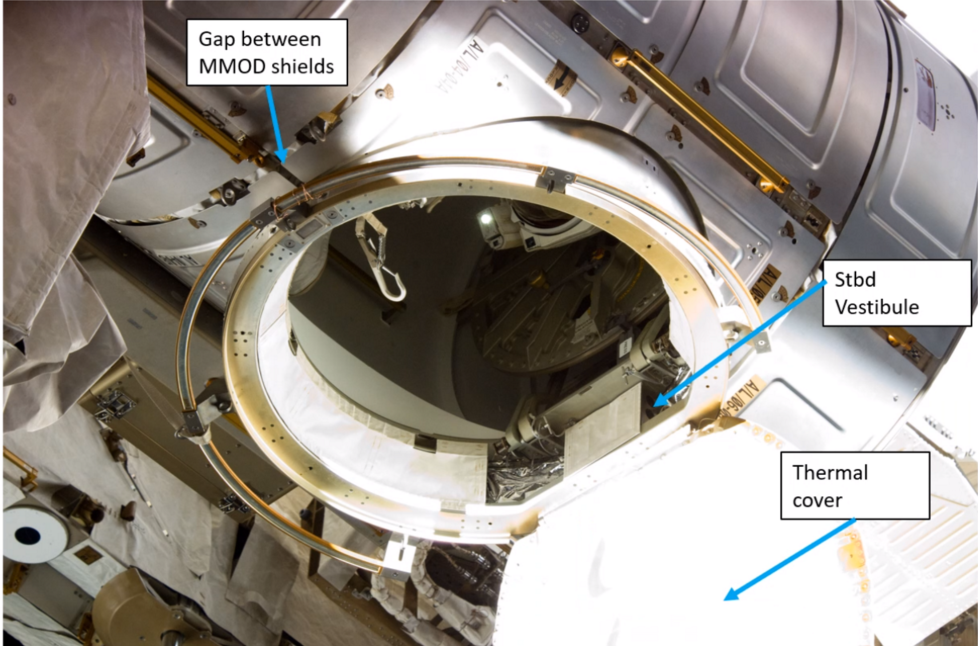 Gap between
MMOD shields
Stbd
Vestibule
Thermal
cover